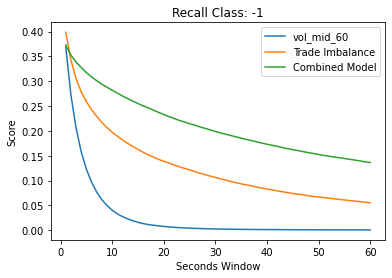 Recall Class: -1
vol_mid_60
Trade Imbalance
Combined Model
Score
0.40
0.35
0.30
0.25
0.20
0.15
0.10
0.05
0.00
0 10 20 30 40 50 60
Seconds Window